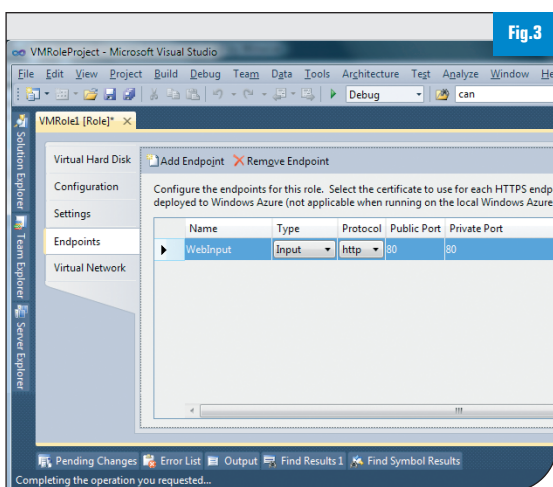 Fig.3
VMRoleProject - Microsoft Visual Studio
File Edit View Project Build Debug Team Data Tools Architecture Test Analyze Window He
Debug can
VMRole1 [Role]* ×
Solution Explorer
Team Explorer
Server Explorer
Virtual Hard Disk
Configuration
Settings
Endpoints
Virtual Network
Add Endpoint Remove Endpoint
Configure the endpoints for this role. Select the certificate to use for each HTTPS endp
deployed to Windows Azure (not applicable when running on the local Windows Azure
Name Type Protocol Public Port Private Port
WebInput Input http 80 80
Pending Changes Error List Output Find Results 1 Find Symbol Results
Completing the operation you requested...